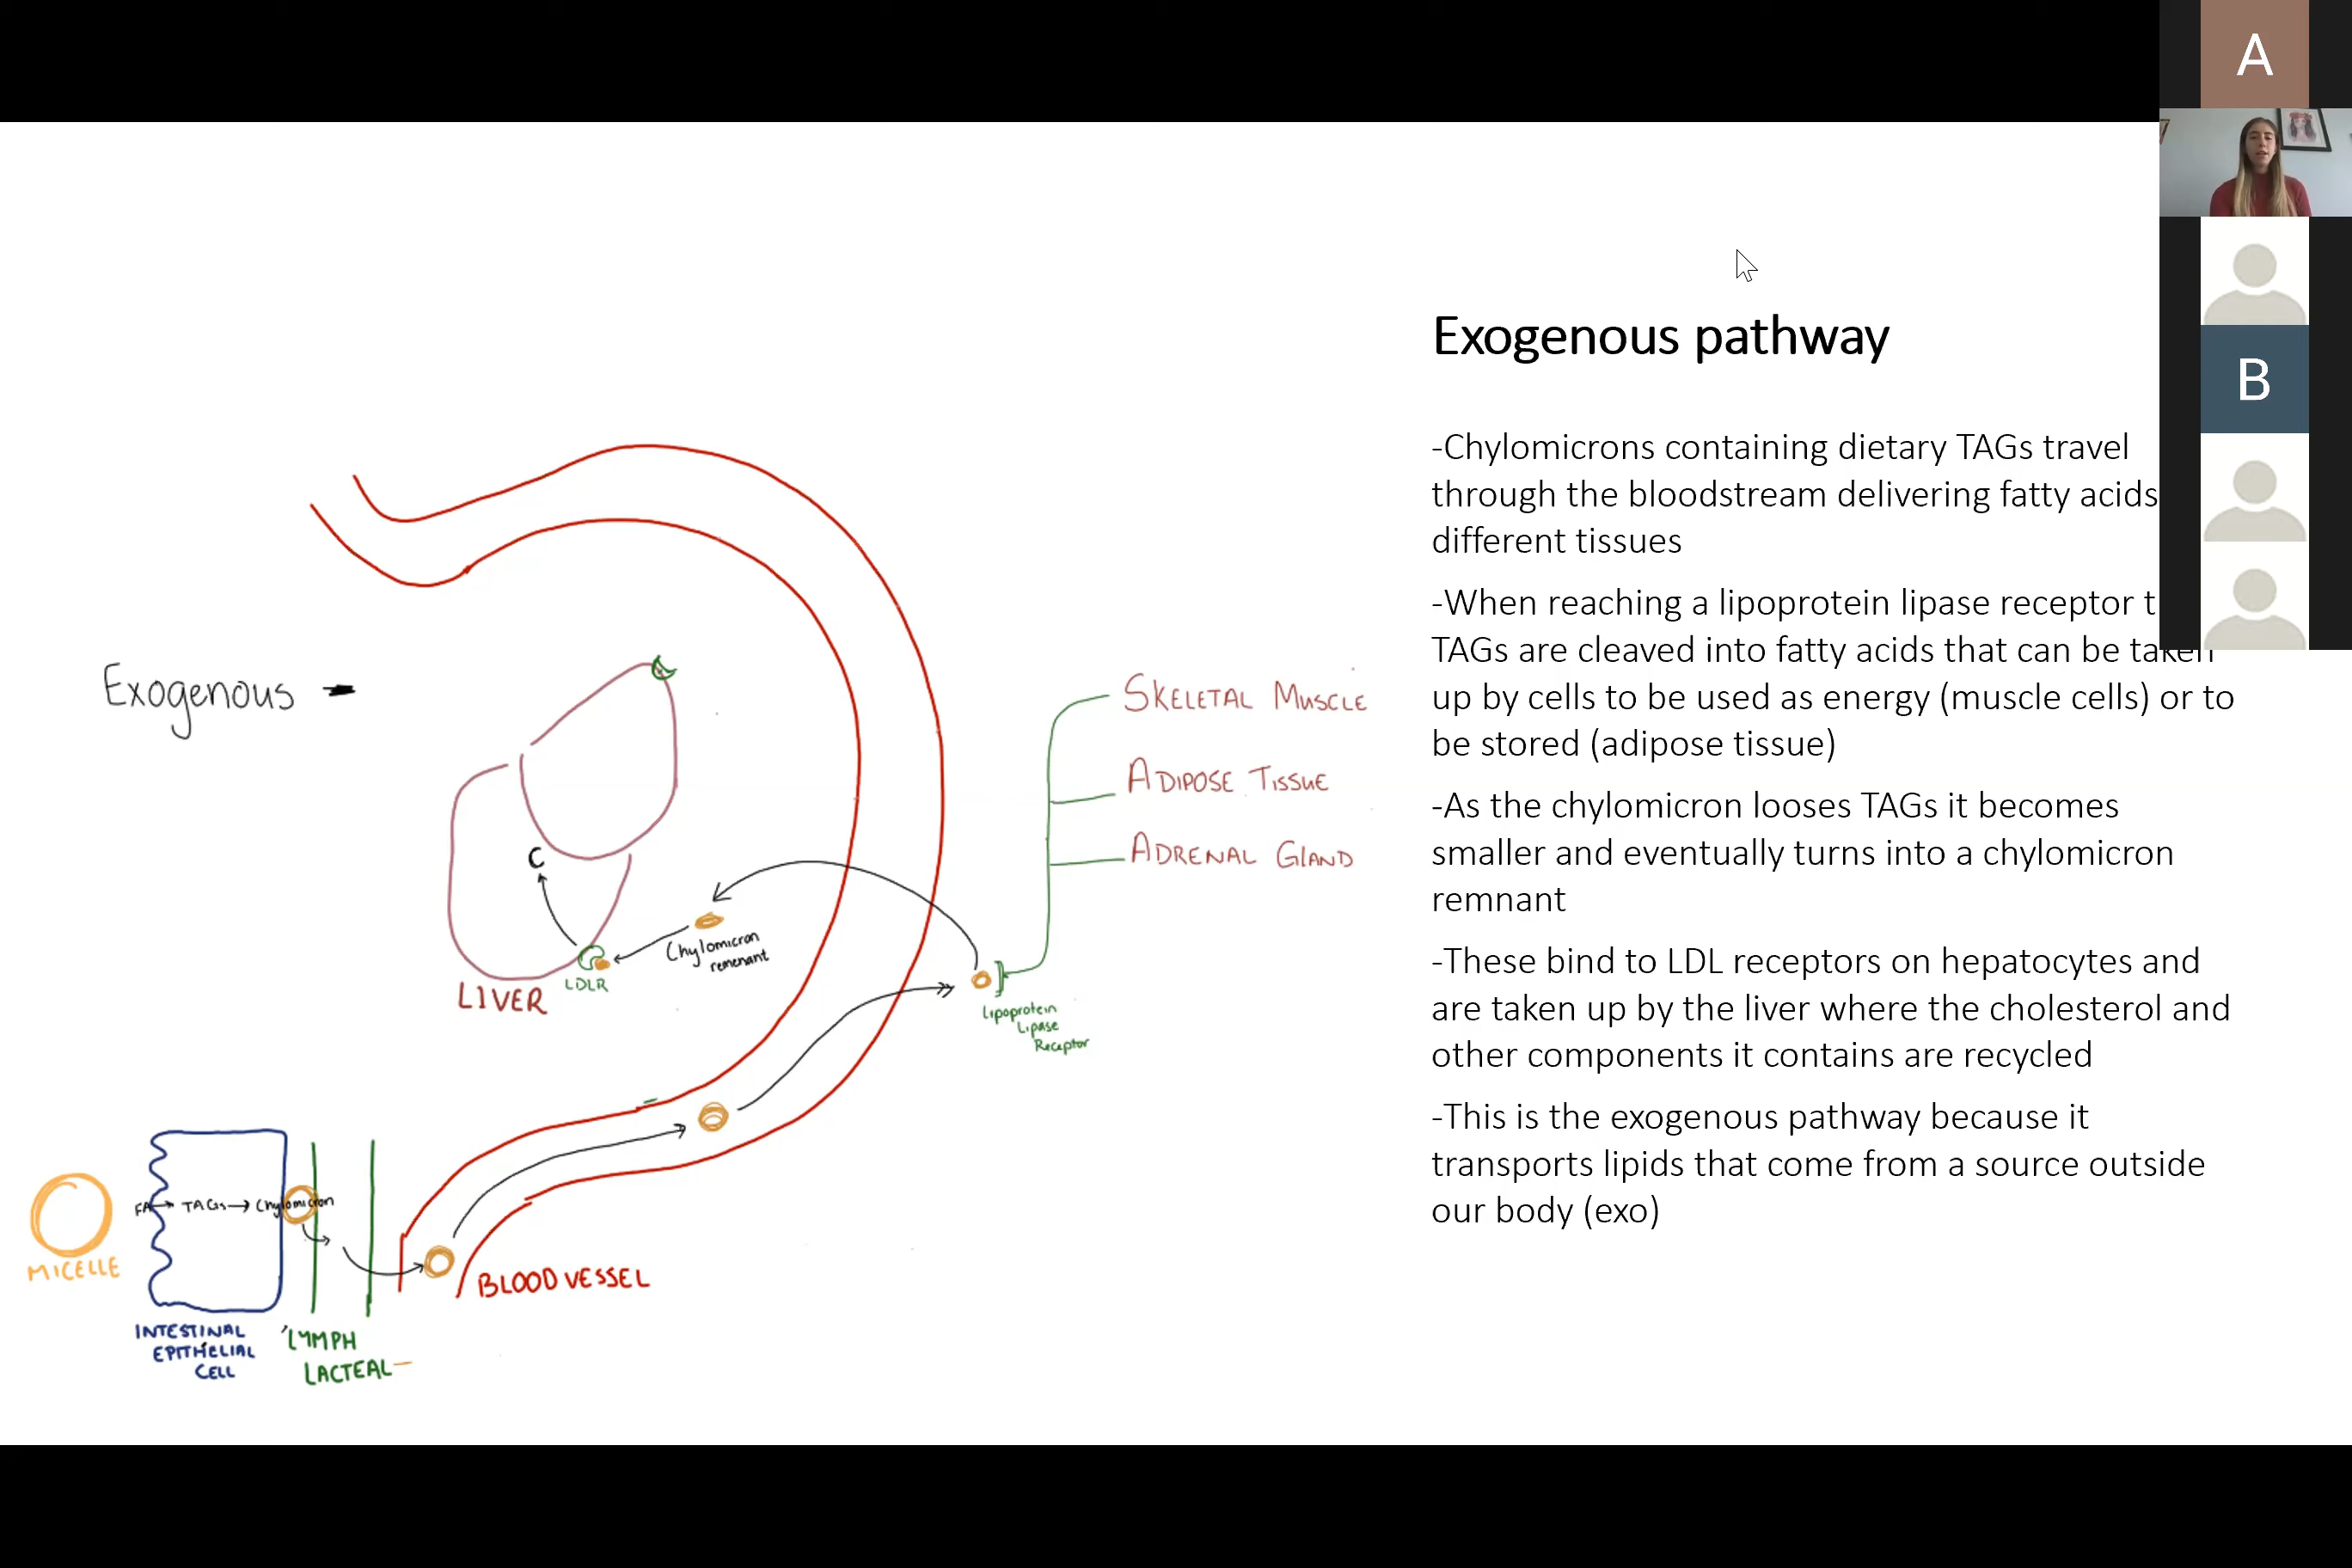 A
B
Exogenous pathway
-Chylomicrons containing dietary TAGs travel
through the bloodstream delivering fatty acids
different tissues
-When reaching a lipoprotein lipase receptor t
TAGs are cleaved into fatty acids that can be taken
up by cells to be used as energy (muscle cells) or to
be stored (adipose tissue)
-As the chylomicron looses TAGs it becomes
smaller and eventually turns into a chylomicron
remnant
-These bind to LDL receptors on hepatocytes and
are taken up by the liver where the cholesterol and
other components it contains are recycled
-This is the exogenous pathway because it
transports lipids that come from a source outside
our body (exo)
Exogenous -
SKELETAL MUSCLE
ADIPOSE TISSUE
ADRENAL GLAND
C
Chylomicron
remenant
LDLR
LIVER
Lipoprotein
Lipase
Receptor
FA → TAGs → Chylomicron
MICELLE
BLOOD VESSEL
INTESTINAL
EPITHELIAL
CELL
LYMPH
LACTEAL